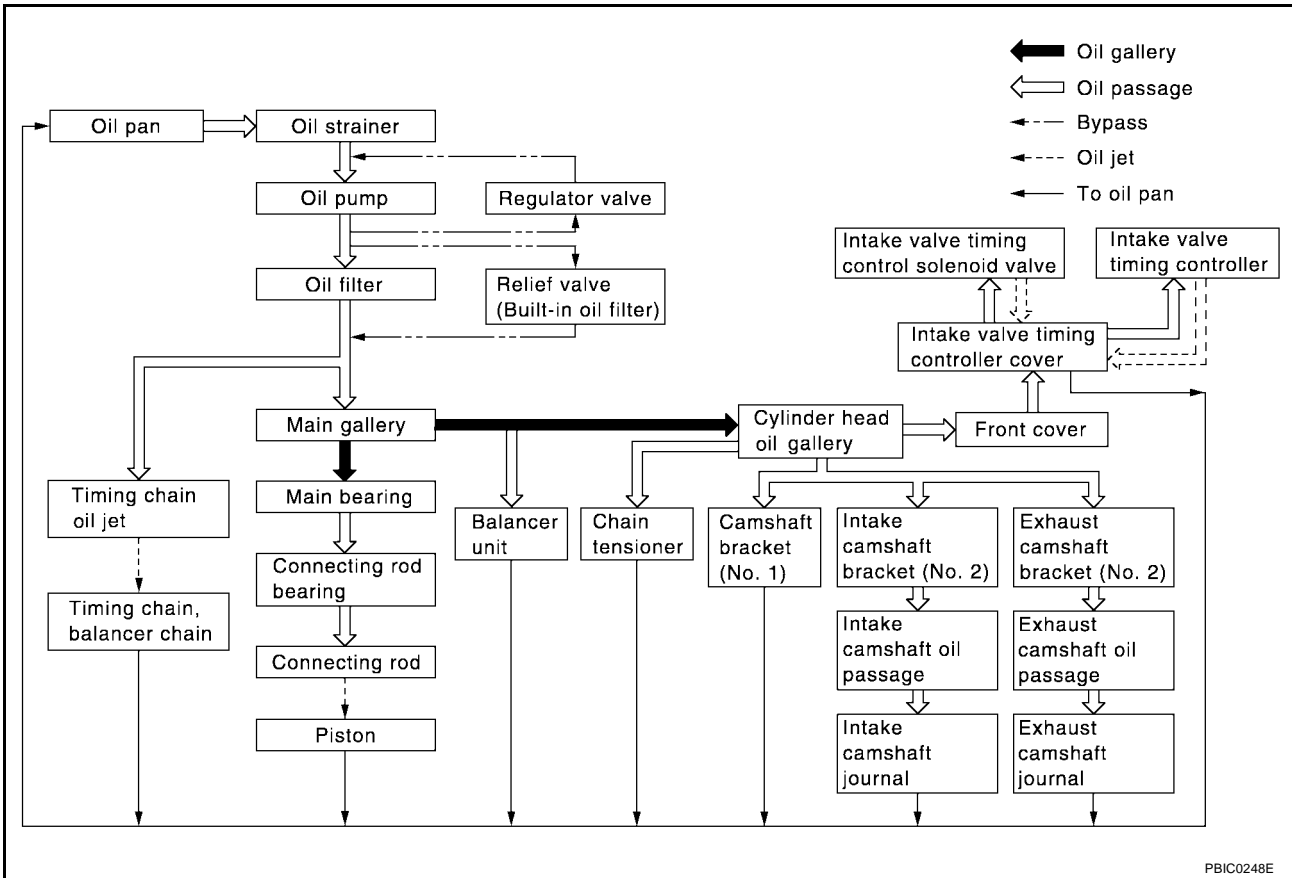 Oil gallery
Oil passage
Bypass
Oil jet
To oil pan
Oil pan
Oil strainer
Oil pump
Regulator valve
Oil filter
Relief valve
(Built-in oil filter)
Intake valve timing
control solenoid valve
Intake valve
timing controller
Intake valve timing
controller cover
Main gallery
Cylinder head
oil gallery
Front cover
Timing chain
oil jet
Main bearing
Balancer
unit
Chain
tensioner
Camshaft
bracket
(No. 1)
Intake
camshaft
bracket (No. 2)
Exhaust
camshaft
bracket (No. 2)
Connecting rod
bearing
Timing chain,
balancer chain
Connecting rod
Intake
camshaft oil
passage
Exhaust
camshaft oil
passage
Piston
Intake
camshaft
journal
Exhaust
camshaft
journal
PBIC0248E